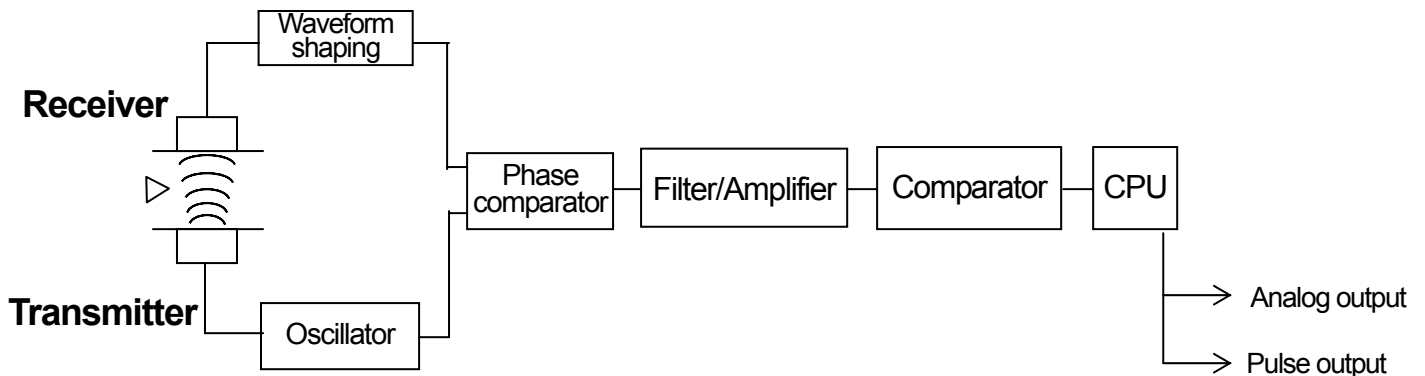 Waveform
shaping
Receiver
Phase
comparator
Filter/Amplifier
Comparator
CPU
Transmitter
Oscillator
Analog output
Pulse output